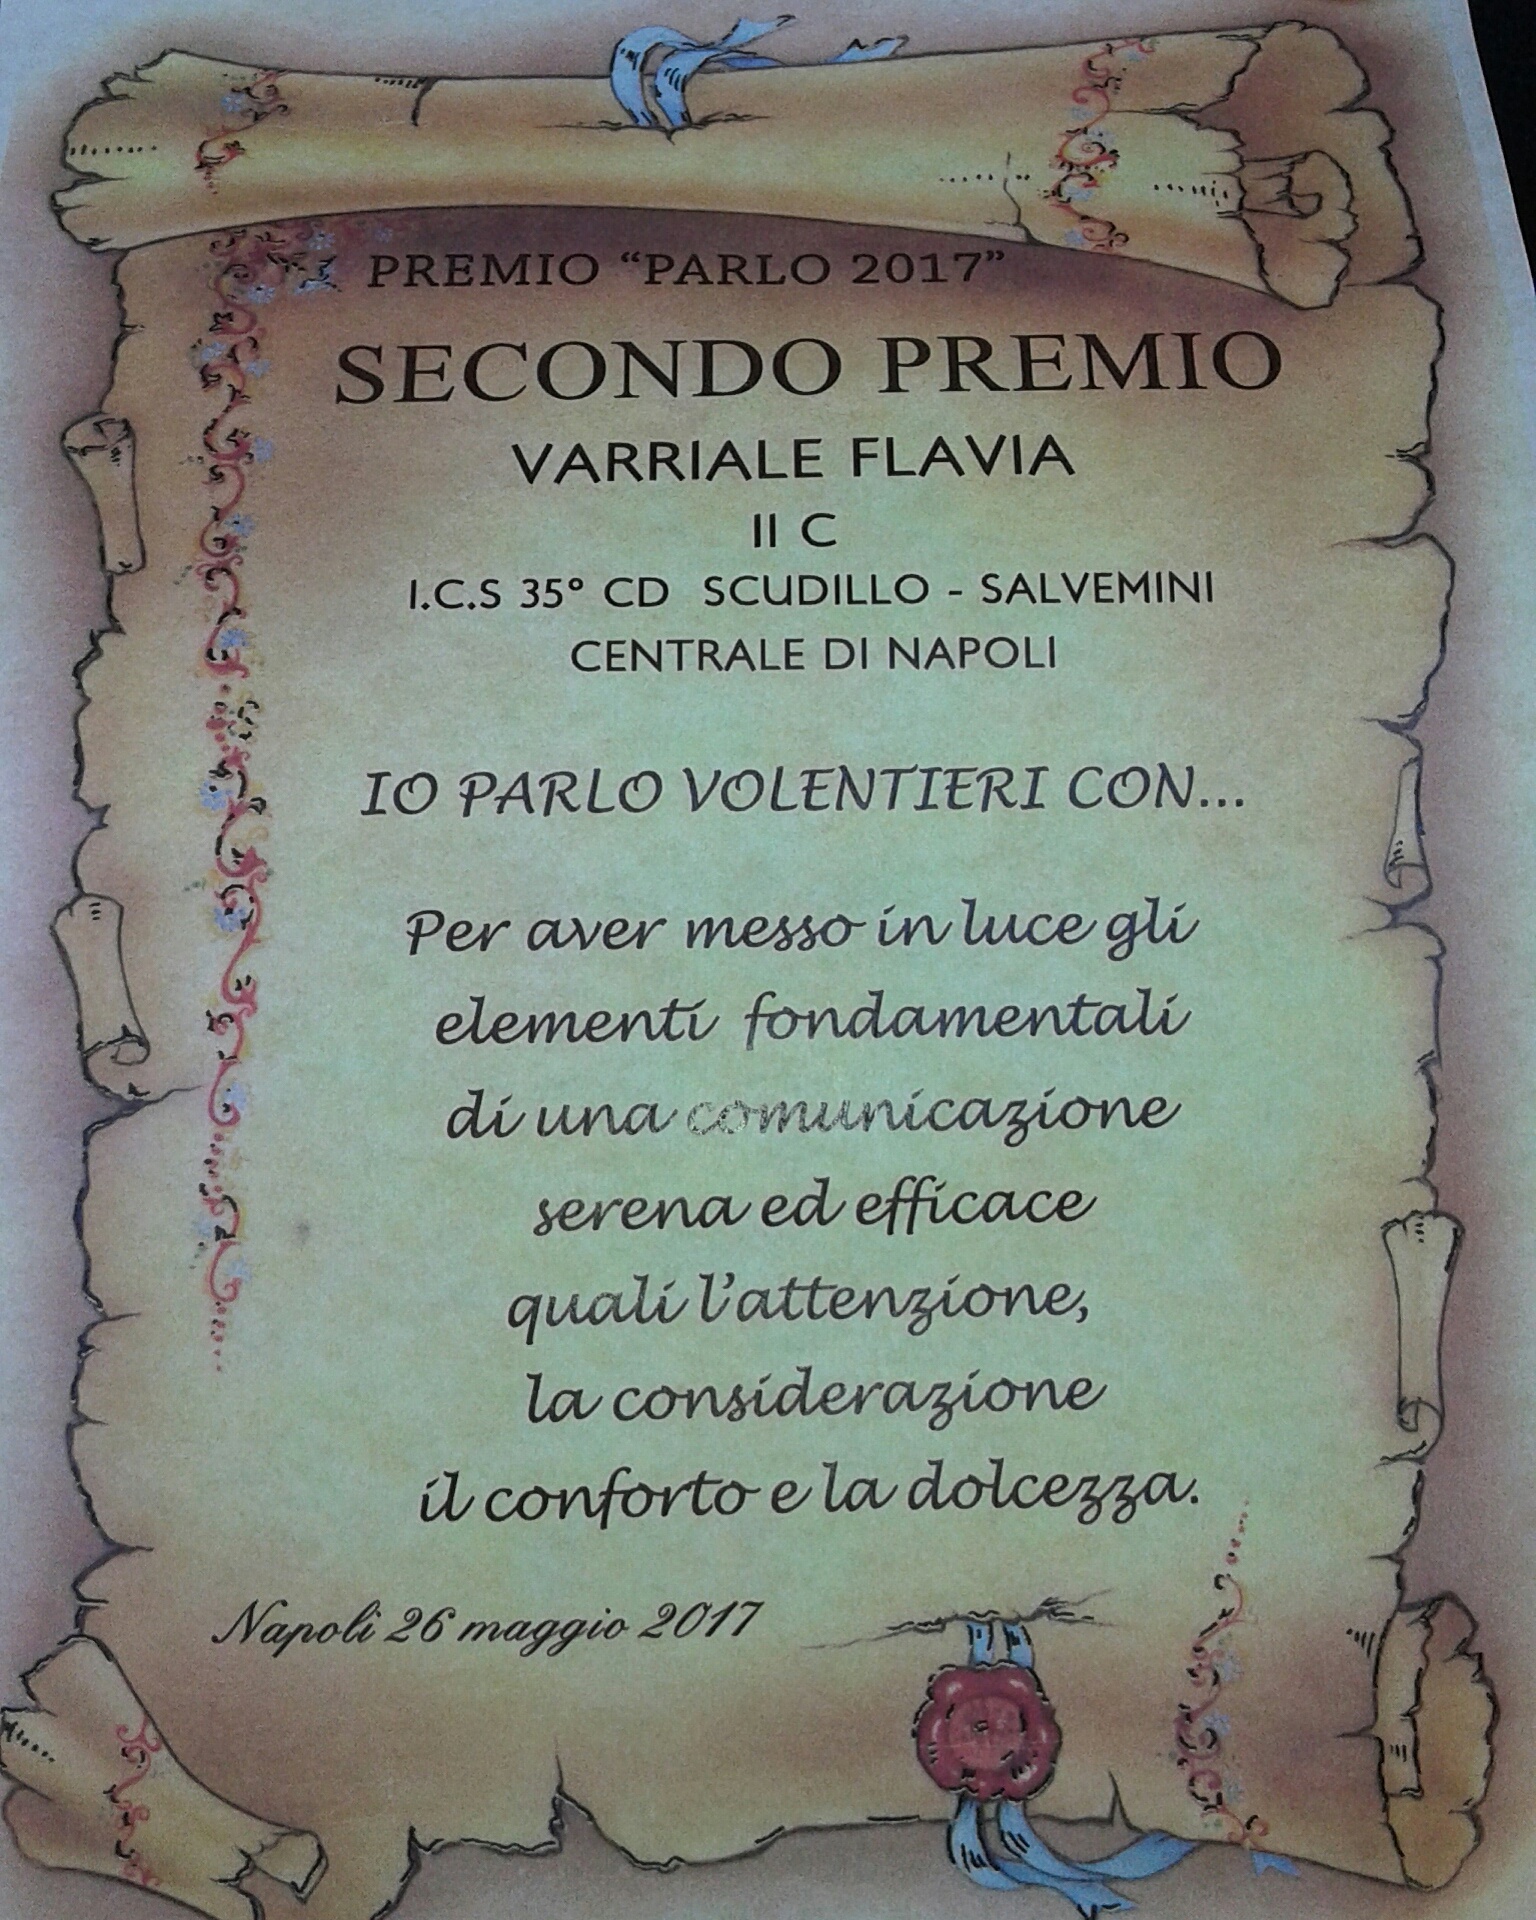 PREMIO “PARLO 2017”
SECONDO PREMIO
VARRIALE FLAVIA
II C
I.C.S 35° CD SCUDILLO - SALVEMINI
CENTRALE DI NAPOLI
IO PARLO VOLENTIERI CON...
Per aver messo in luce gli
elementi fondamentali
di una comunicazione
serena ed efficace
quali l’attenzione,
la considerazione
il conforto e la dolcezza.
Napoli 26 maggio 2017